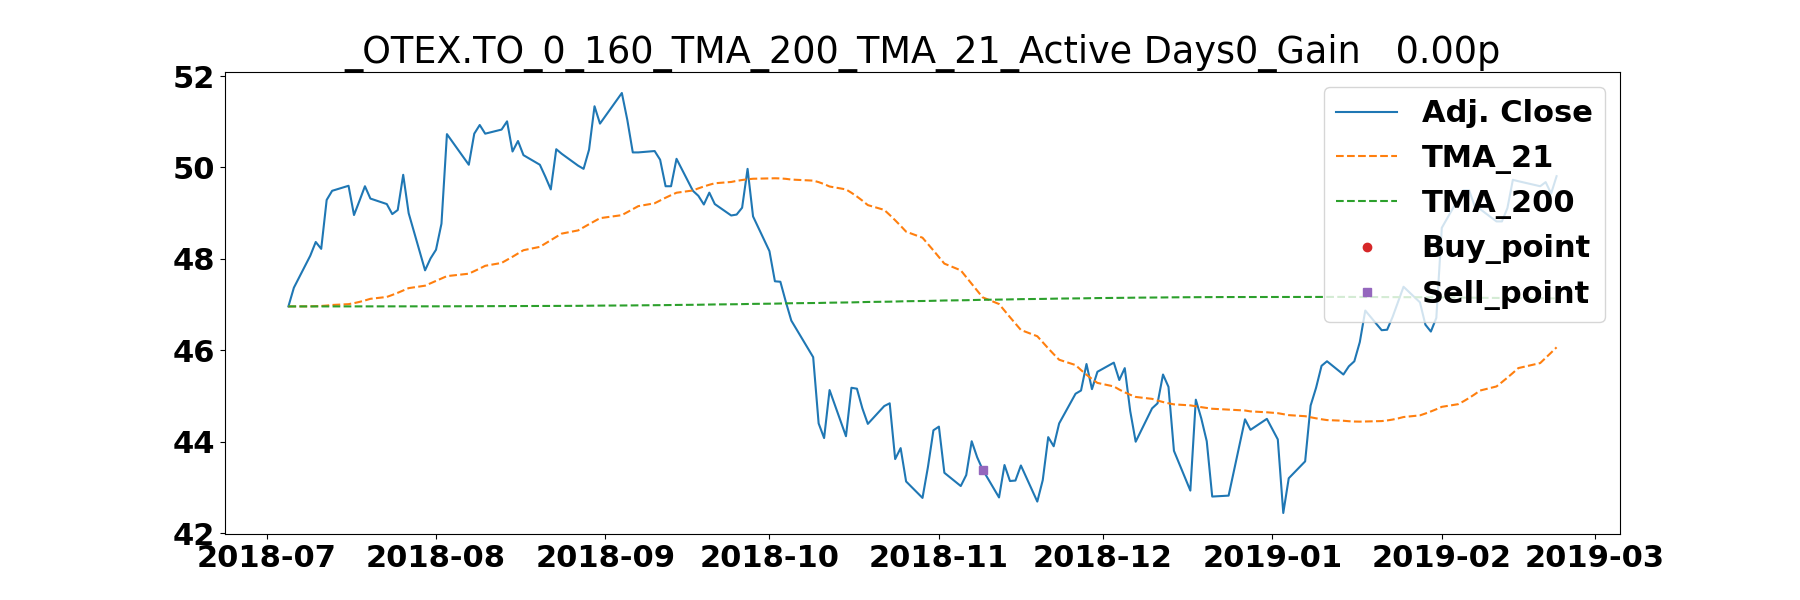 _OTEX.TO_0_160_TMA_200_TMA_21_Active Days0_Gain   0.00p
52
50
48
46
44
42
Adj. Close
TMA_21
TMA_200
Buy_point
Sell_point
2018-07 2018-08 2018-09 2018-10 2018-11 2018-12 2019-01 2019-02 2019-03